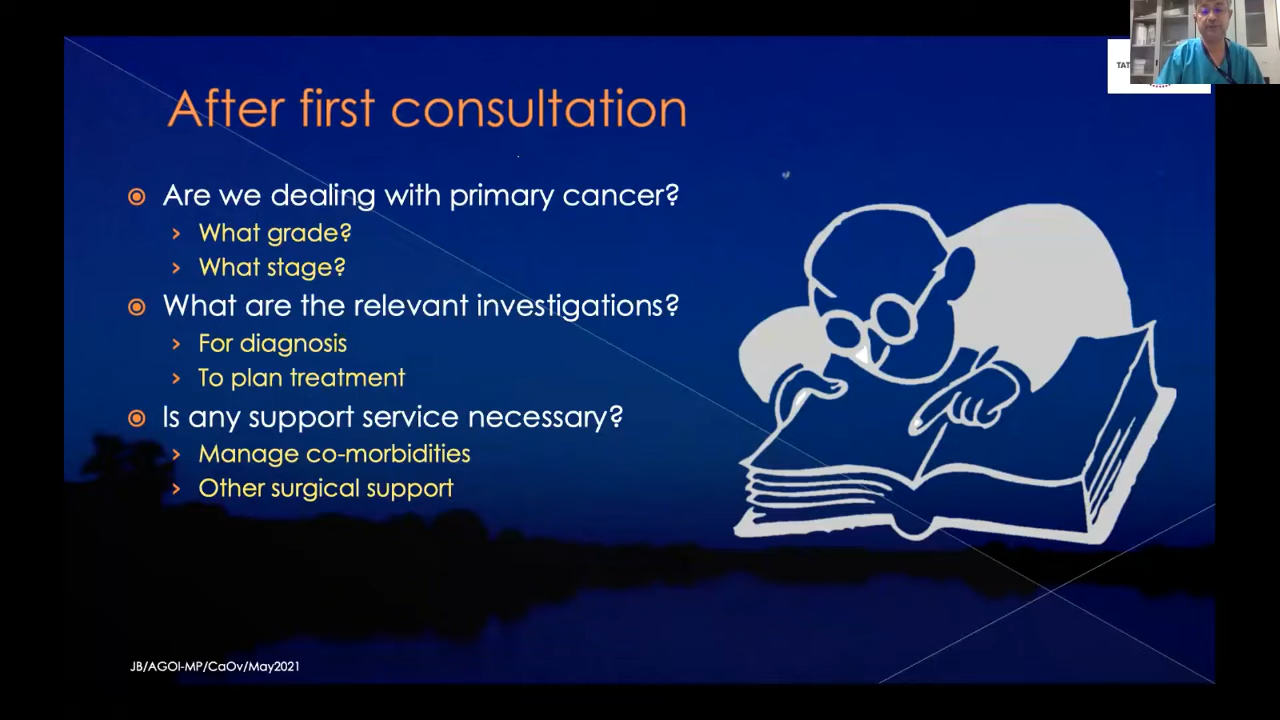 TAT
After first consultation
Are we dealing with primary cancer?
What grade?
What stage?
What are the relevant investigations?
For diagnosis
To plan treatment
Is any support service necessary?
Manage co-morbidities
Other surgical support
JB/AGOI-MP/CaOv/May2021